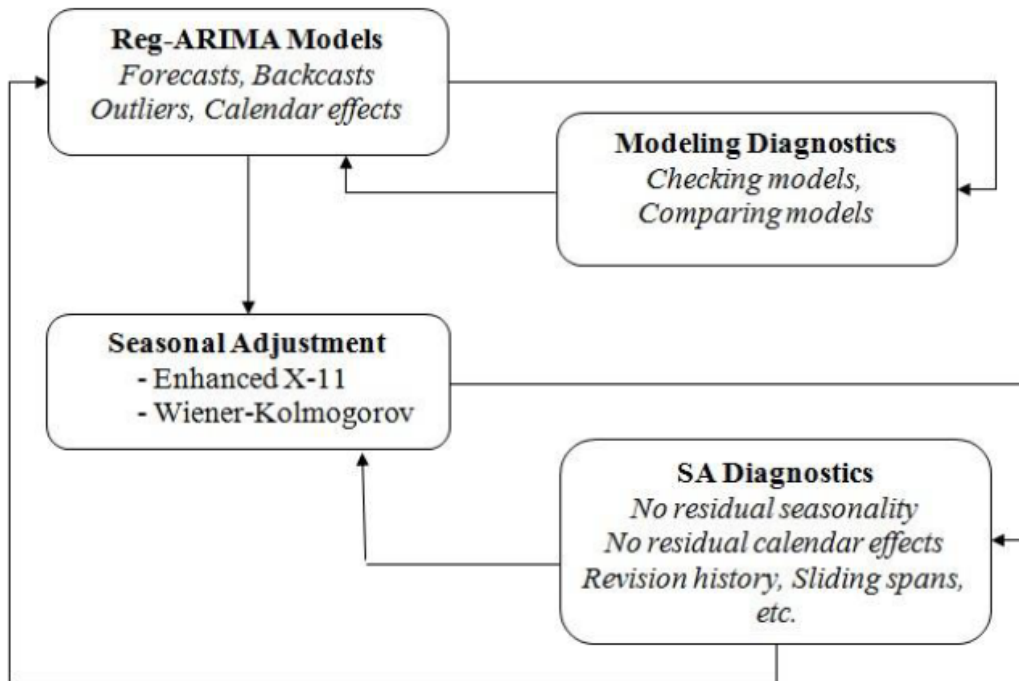 Reg-ARIMA Models
Forecasts, Backcasts
Outliers, Calendar effects
Modeling Diagnostics
Checking models,
Comparing models
Seasonal Adjustment
- Enhanced X-11
- Wiener-Kolmogorov
SA Diagnostics
No residual seasonality
No residual calendar effects
Revision history, Sliding spans,
etc.